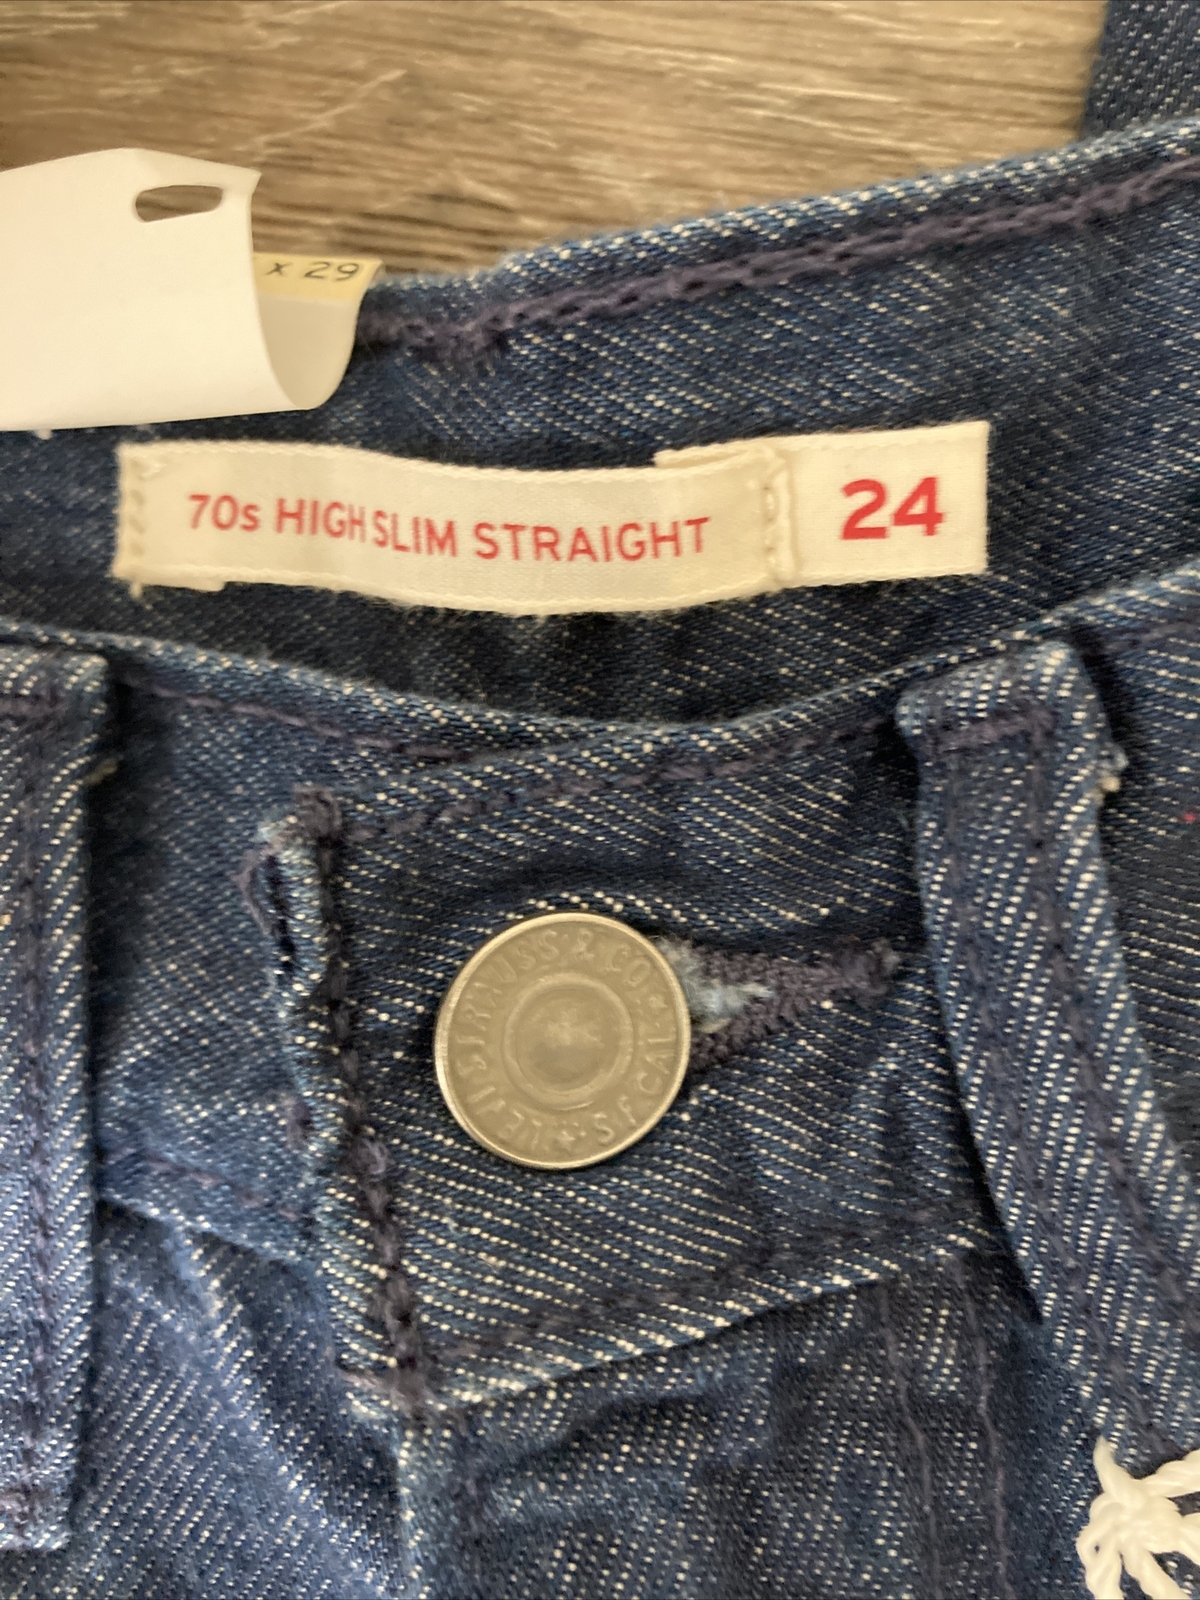 x 29
70s HIGH SLIM STRAIGHT 24
LEVI STRAUSS & CO. S.F. CAL.